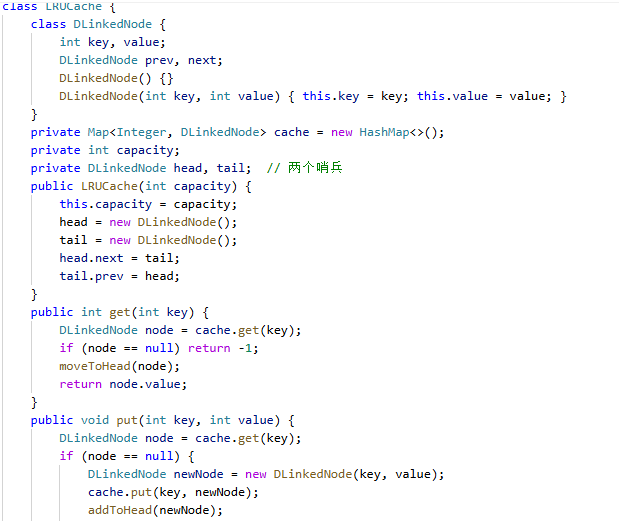 class LRUCache {
    class DLinkedNode {
        int key, value;
        DLinkedNode prev, next;
        DLinkedNode() {}
        DLinkedNode(int key, int value) { this.key = key; this.value = value; }
    }
    private Map<Integer, DLinkedNode> cache = new HashMap<>();
    private int capacity;
    private DLinkedNode head, tail;  // 两个哨兵
    public LRUCache(int capacity) {
        this.capacity = capacity;
        head = new DLinkedNode();
        tail = new DLinkedNode();
        head.next = tail;
        tail.prev = head;
    }
    public int get(int key) {
        DLinkedNode node = cache.get(key);
        if (node == null) return -1;
        moveToHead(node);
        return node.value;
    }
    public void put(int key, int value) {
        DLinkedNode node = cache.get(key);
        if (node == null) {
            DLinkedNode newNode = new DLinkedNode(key, value);
            cache.put(key, newNode);
            addToHead(newNode);